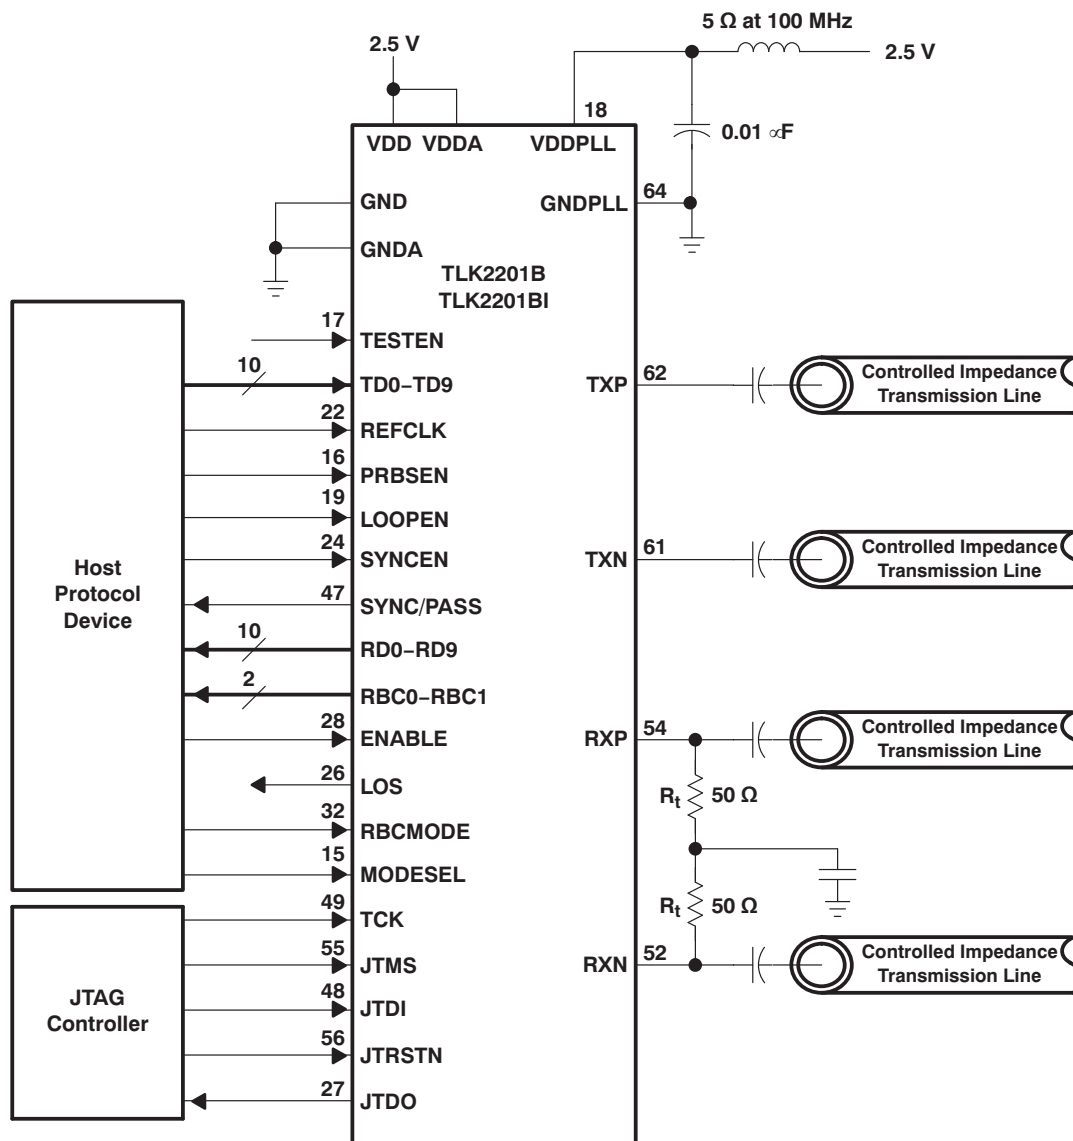 5 Ω at 100 MHz
2.5 V
2.5 V
18
0.01 ∝F
VDD VDDA VDDPLL
GND
GNDPLL 64
GNDA
TLK2201B
TLK2201BI
17 TESTEN
10 TD0–TD9
22 REFCLK
16 PRBSEN
19 LOOPEN
24 SYNCEN
47 SYNC/PASS
10 RD0–RD9
2 RBC0–RBC1
28 ENABLE
26 LOS
32 RBCMODE
15 MODESEL
49 TCK
55 JTMS
48 JTDI
56 JTRSTN
27 JTDO
Host
Protocol
Device
JTAG
Controller
TXP 62
Controlled Impedance
Transmission Line
TXN 61
Controlled Impedance
Transmission Line
RXP 54
Controlled Impedance
Transmission Line
Rt 50 Ω
Rt 50 Ω
RXN 52
Controlled Impedance
Transmission Line